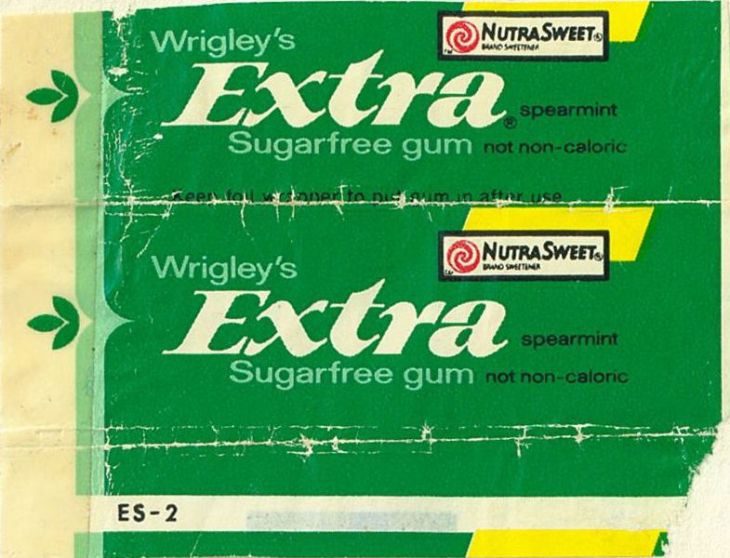 Wrigley's
NUTRASWEET®
BRAND SWEETENER
Extra®
spearmint
Sugarfree gum not non-caloric
Keep foil wrapper to put gum in after use
Wrigley's
NUTRASWEET®
BRAND SWEETENER
TM
Extra
spearmint
Sugarfree gum not non-caloric
ES-2